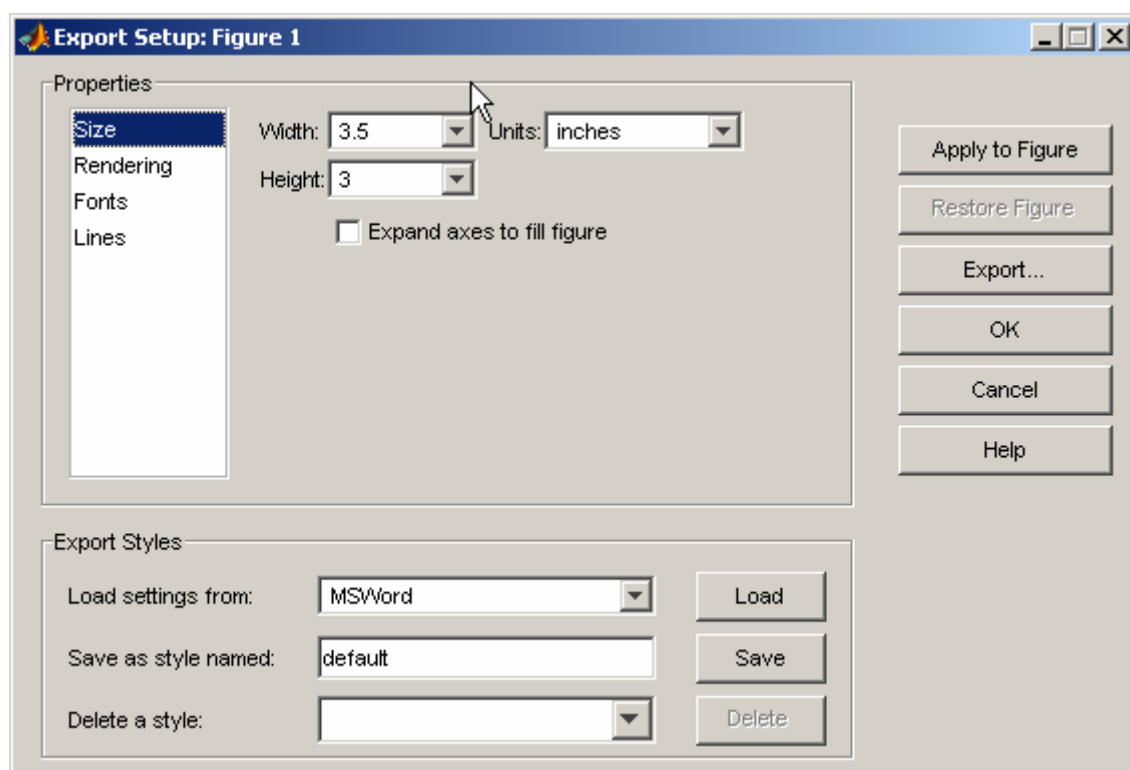 Export Setup: Figure 1
Properties
Size
Rendering
Fonts
Lines
Width: 3.5 Units: inches
Height: 3
Expand axes to fill figure
Apply to Figure
Restore Figure
Export...
OK
Cancel
Help
Export Styles
Load settings from: MSWord Load
Save as style named: default Save
Delete a style: Delete